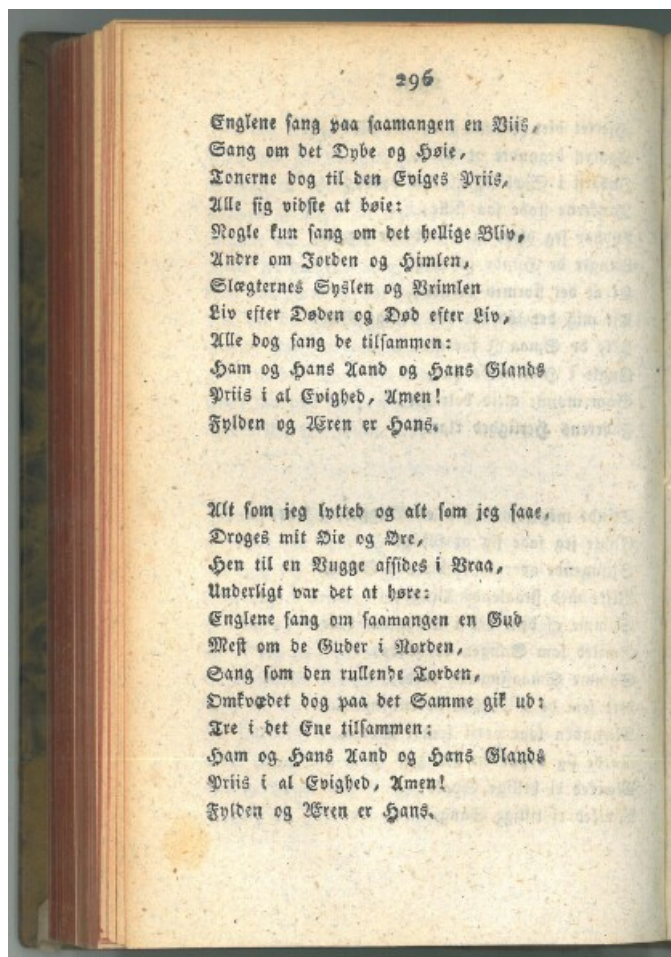 296
Englene sang paa saamangen en Viis,
Sang om det Dybe og Høie,
Tonerne dog til den Eviges Priis,
Alle sig vidste at bøie:
Nogle kun sang om det hellige Bliv,
Andre om Jorden og Himlen,
Slægternes Syslen og Vrimlen
Liv efter Døden og Død efter Liv,
Alle dog sang de tilsammen:
Ham og Hans Aand og Hans Glands
Priis i al Evighed, Amen!
Fylden og Æren er Hans.
Alt som jeg lytted og alt som jeg saae,
Droges mit Øie og Øre,
Hen til en Vugge afsides i Vraa,
Underligt var det at høre:
Englene sang om saamangen en Gud
Mest om de Guder i Norden,
Sang som den rullende Torden,
Omkvædet dog paa det Samme gik ud:
Tre i det Ene tilsammen:
Ham og Hans Aand og Hans Glands
Priis i al Evighed, Amen!
Fylden og Æren er Hans.